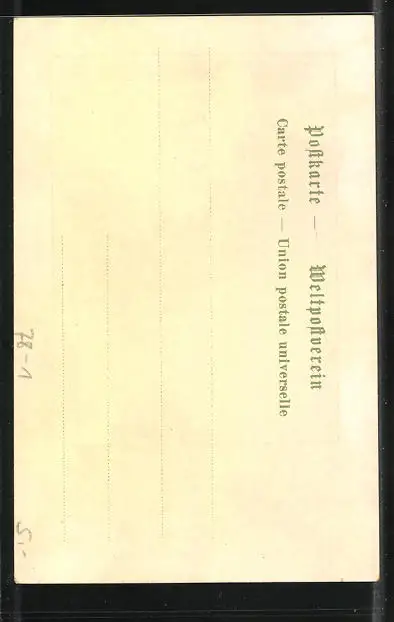 Postkarte — Weltpostverein
Carte postale — Union postale universelle
78-1
5,-